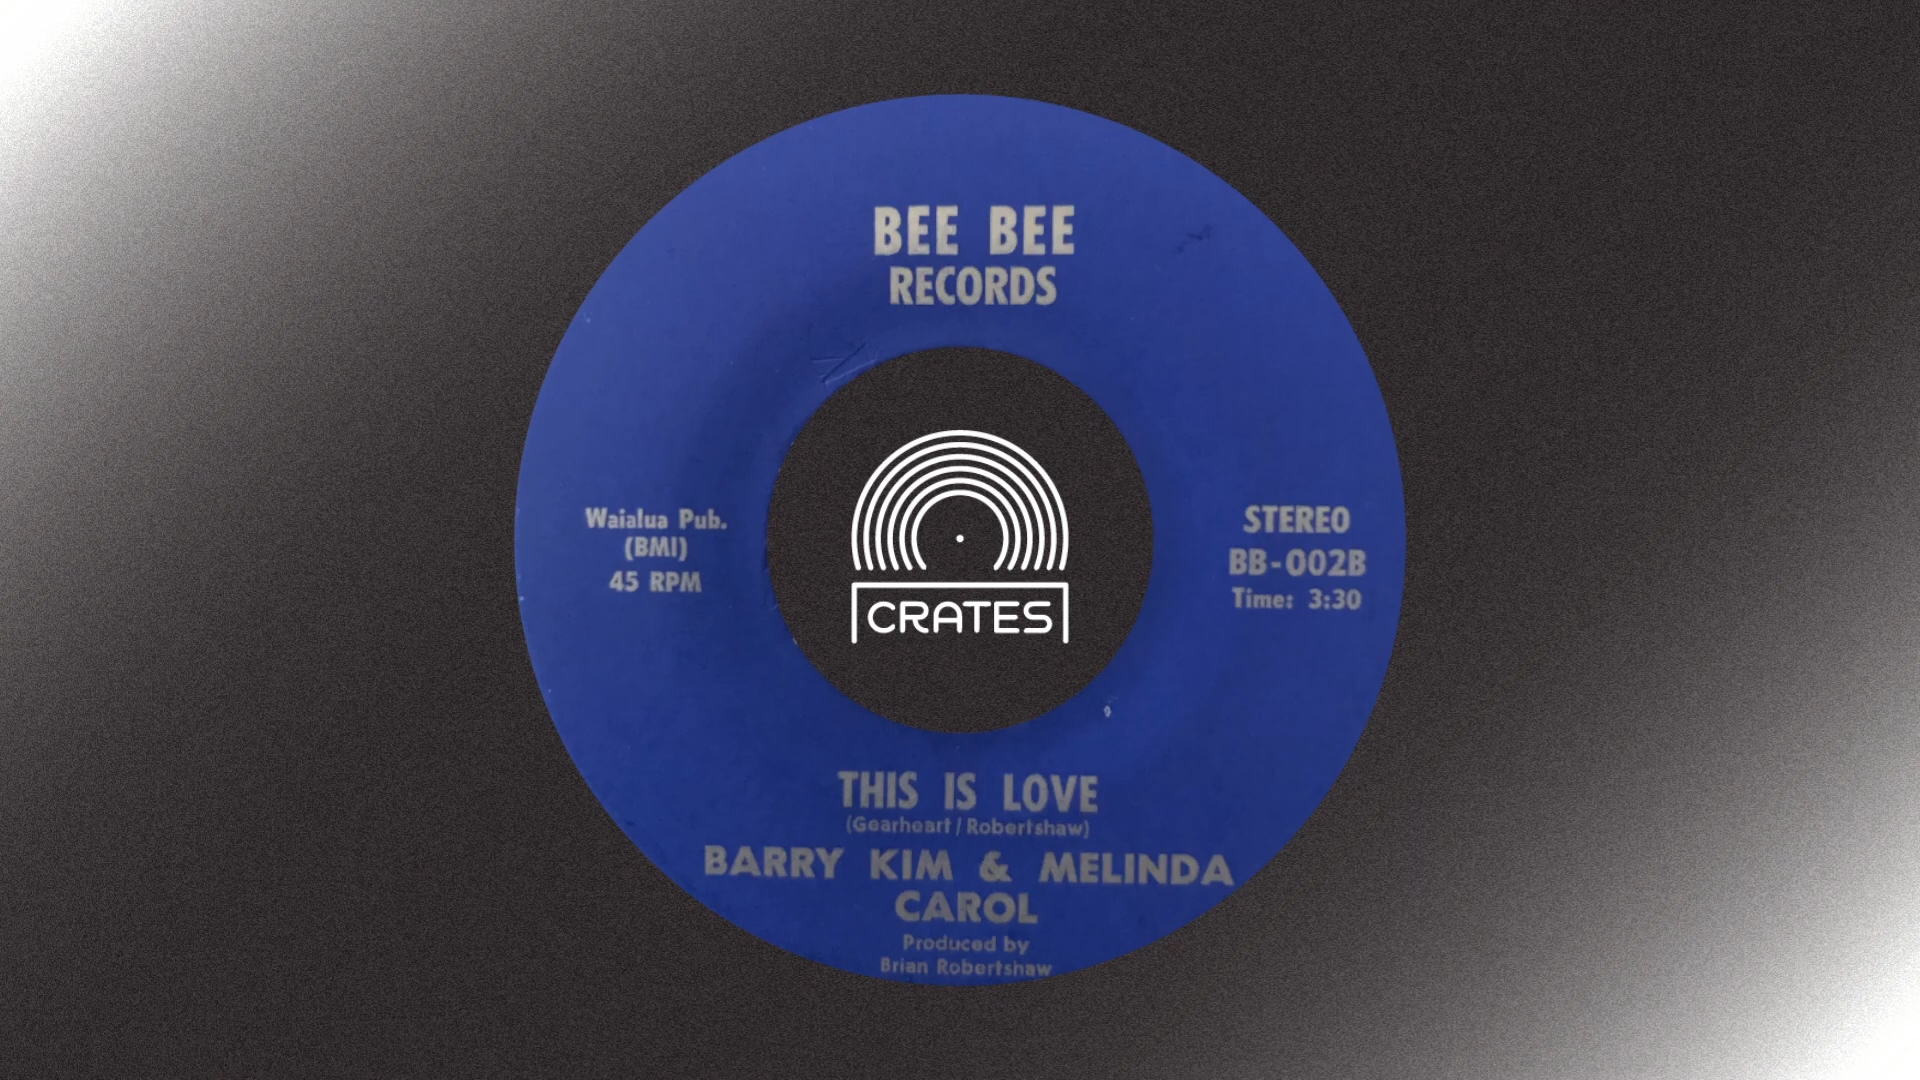 BEE BEE
RECORDS
Waialua Pub.
(BMI)
45 RPM
STEREO
BB-002B
Time: 3:30
CRATES
THIS IS LOVE
(Gearheart/Robertshaw)
BARRY KIM & MELINDA
CAROL
Produced by
Brian Robertshaw